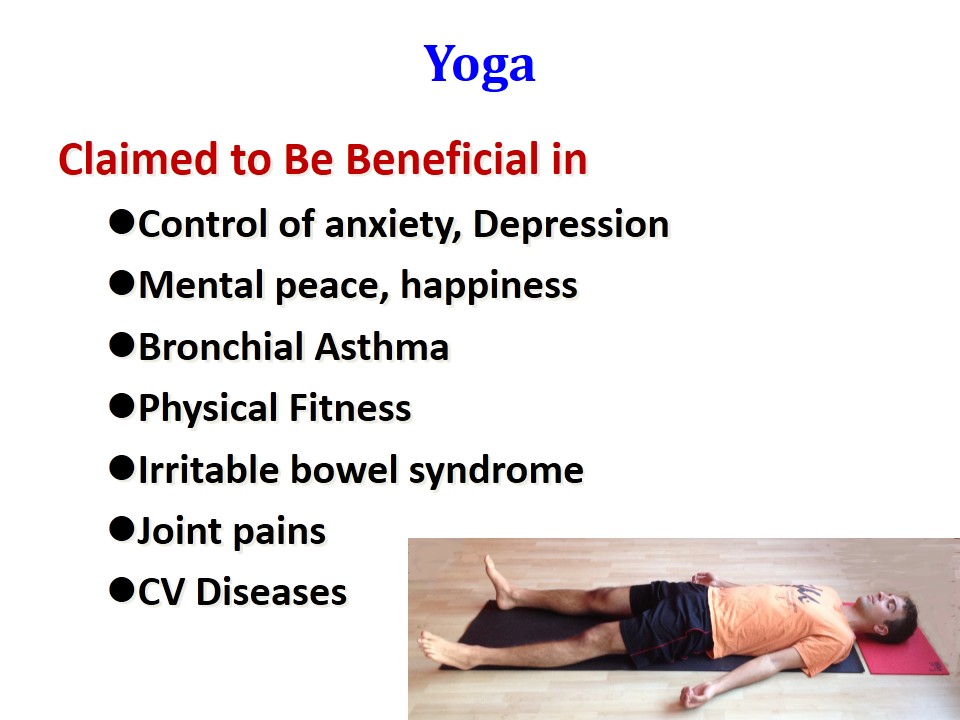 Yoga
Claimed to Be Beneficial in
●Control of anxiety, Depression
●Mental peace, happiness
●Bronchial Asthma
●Physical Fitness
●Irritable bowel syndrome
●Joint pains
●CV Diseases